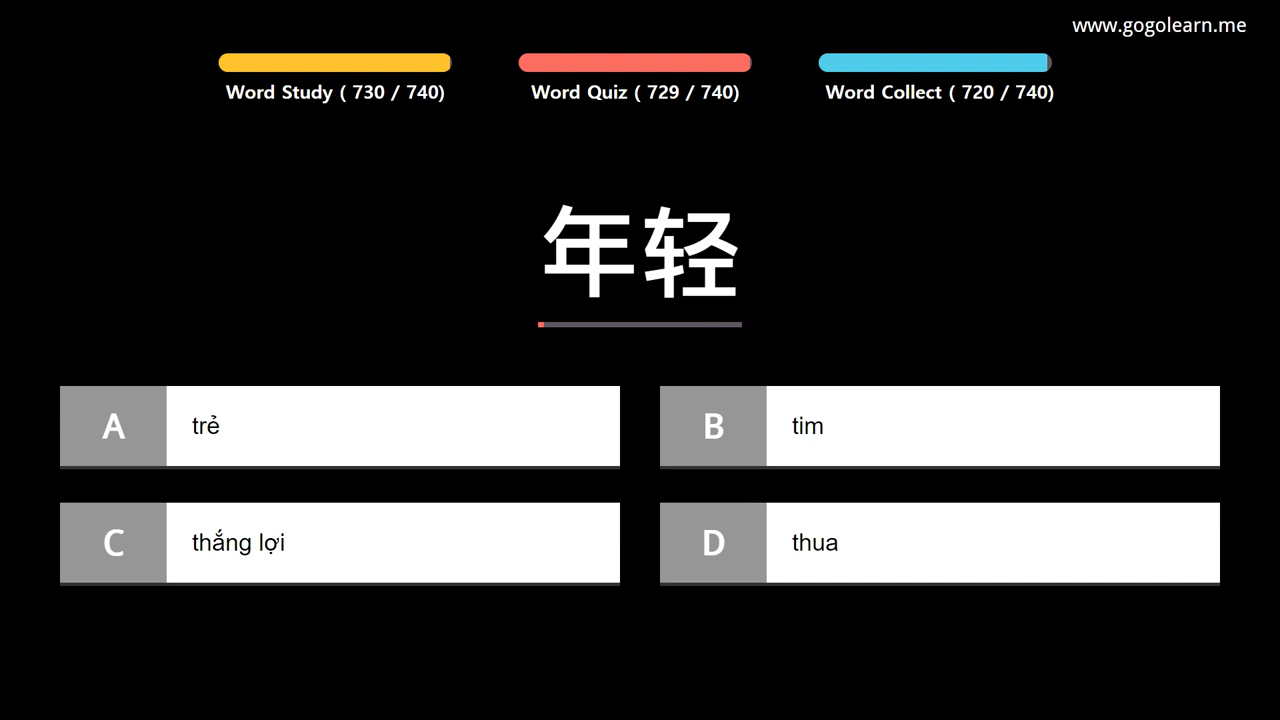 www.gogolearn.me
Word Study ( 730 / 740)
Word Quiz ( 729 / 740)
Word Collect ( 720 / 740)
年轻
A trẻ
B tim
C thắng lợi
D thua